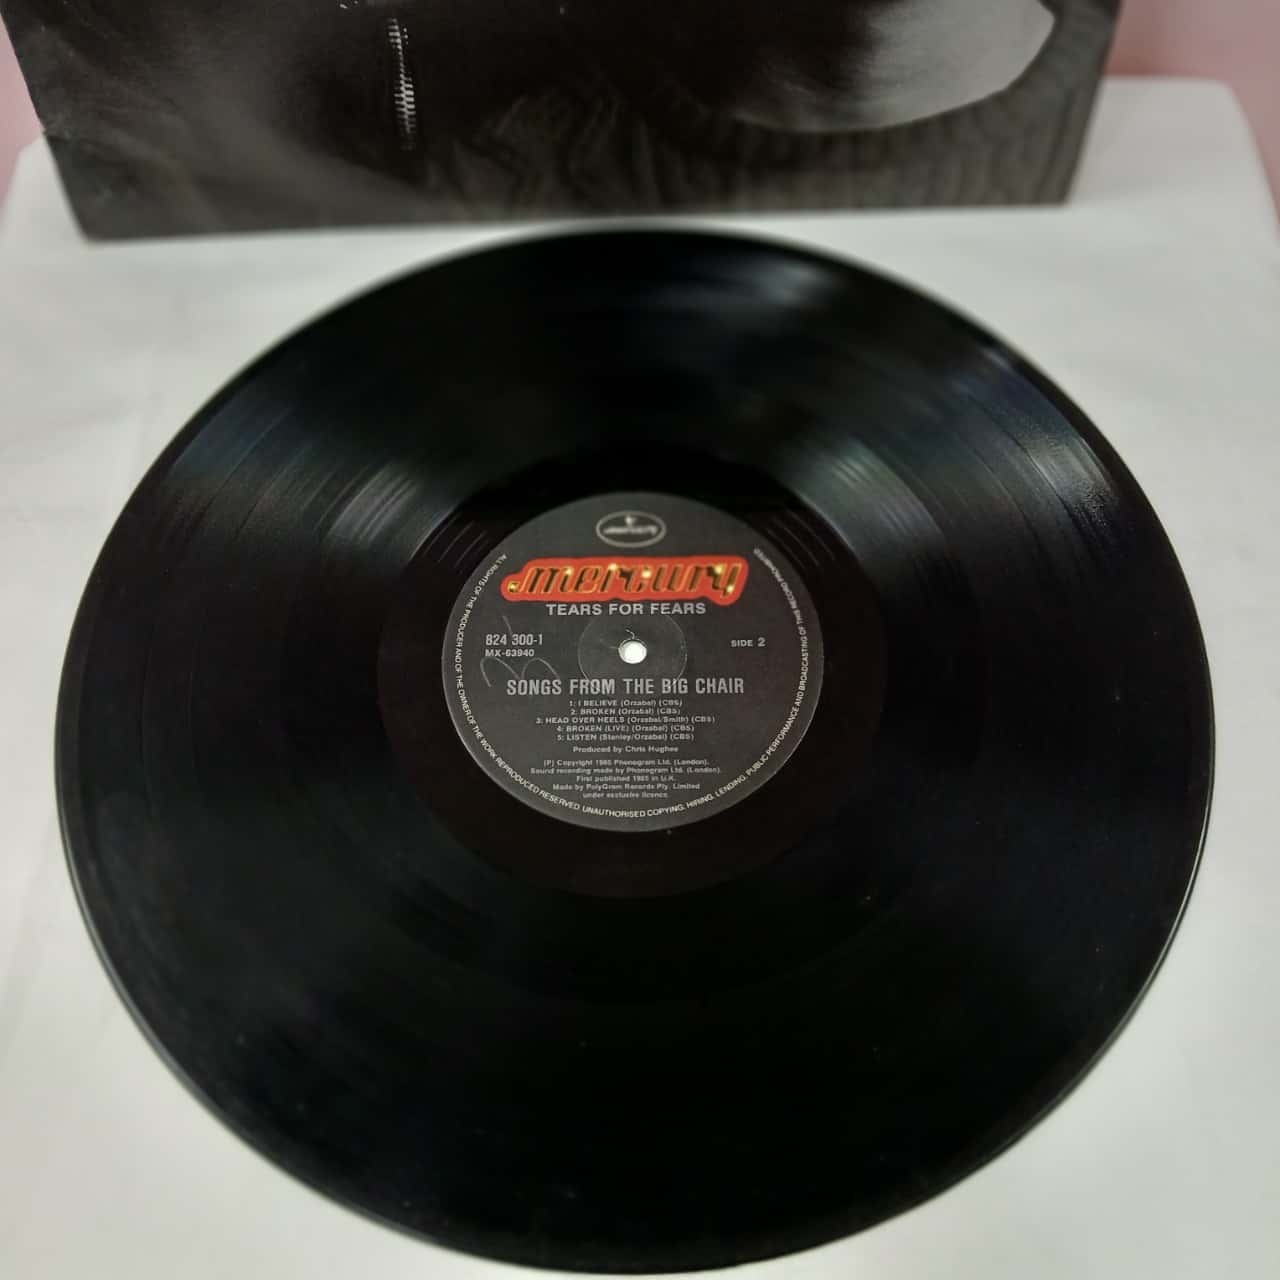 mercury
mercury
TEARS FOR FEARS
824 300-1
MX-63940
SIDE 2
SONGS FROM THE BIG CHAIR
1: I BELIEVE (Orzabal) (CBS)
2: BROKEN (Orzabal) (CBS)
3: HEAD OVER HEELS (Orzabal/Smith) (CBS)
4: BROKEN (LIVE) (Orzabal) (CBS)
5: LISTEN (Stanley/Orzabal) (CBS)
Produced by Chris Hughes
(P) Copyright 1985 Phonogram Ltd. (London).
Sound recording made by Phonogram Ltd. (London).
First published 1985 in U.K.
Made by PolyGram Records Pty. Limited
under exclusive licence.
ALL RIGHTS OF THE PRODUCER AND OF THE OWNER OF THE WORK REPRODUCED RESERVED. UNAUTHORISED COPYING, HIRING, LENDING, PUBLIC PERFORMANCE AND BROADCASTING OF THIS RECORD PROHIBITED